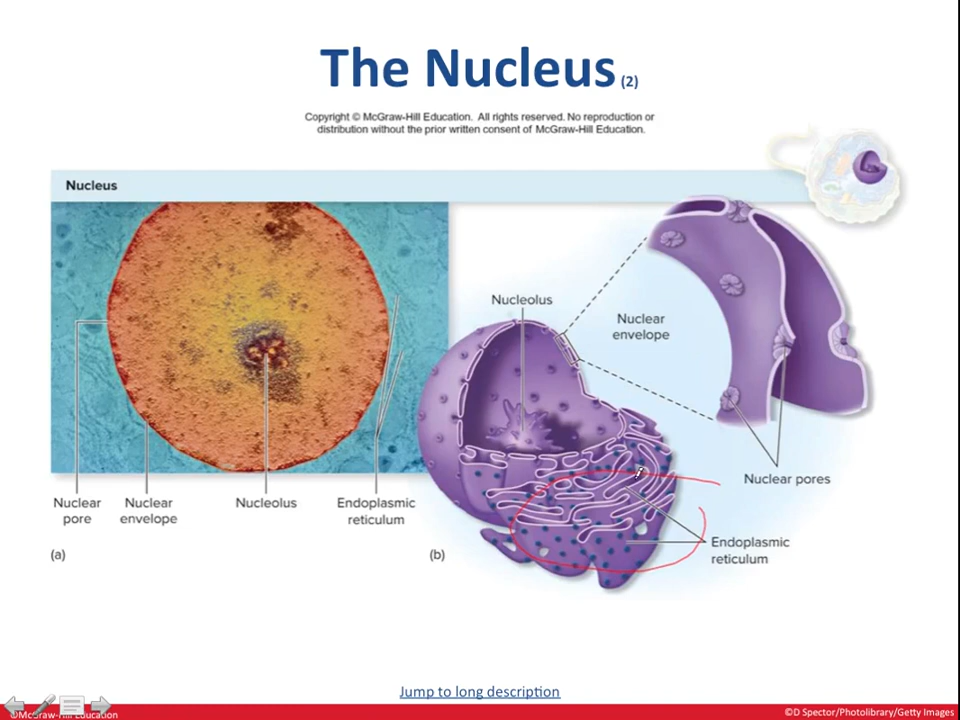 The Nucleus (2)
Copyright © McGraw-Hill Education. All rights reserved. No reproduction or
distribution without the prior written consent of McGraw-Hill Education.
Nucleus
Nucleolus
Nuclear
envelope
Nuclear pores
Nuclear
pore
Nuclear
envelope
Nucleolus
Endoplasmic
reticulum
Endoplasmic
reticulum
(a)
(b)
Jump to long description
©McGraw-Hill Education
©D Spector/Photolibrary/Getty Images